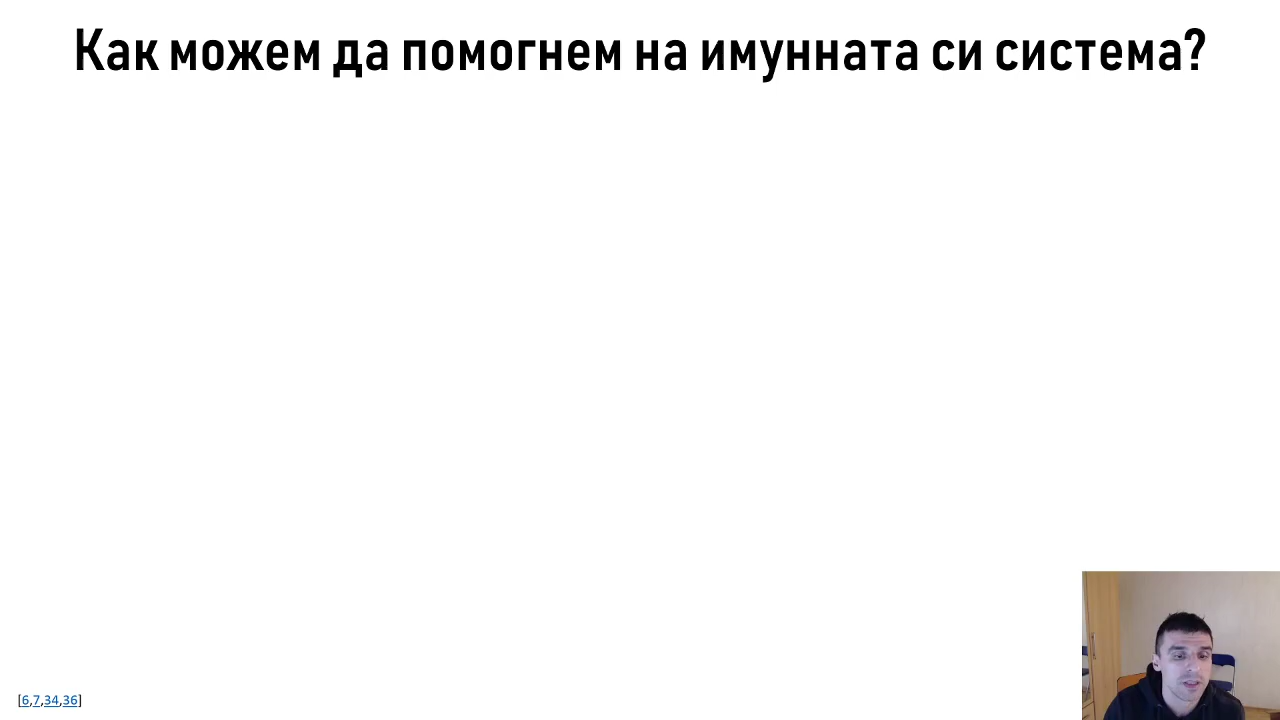 Как можем да помогнем на имунната си система?
[6,7,34,36]